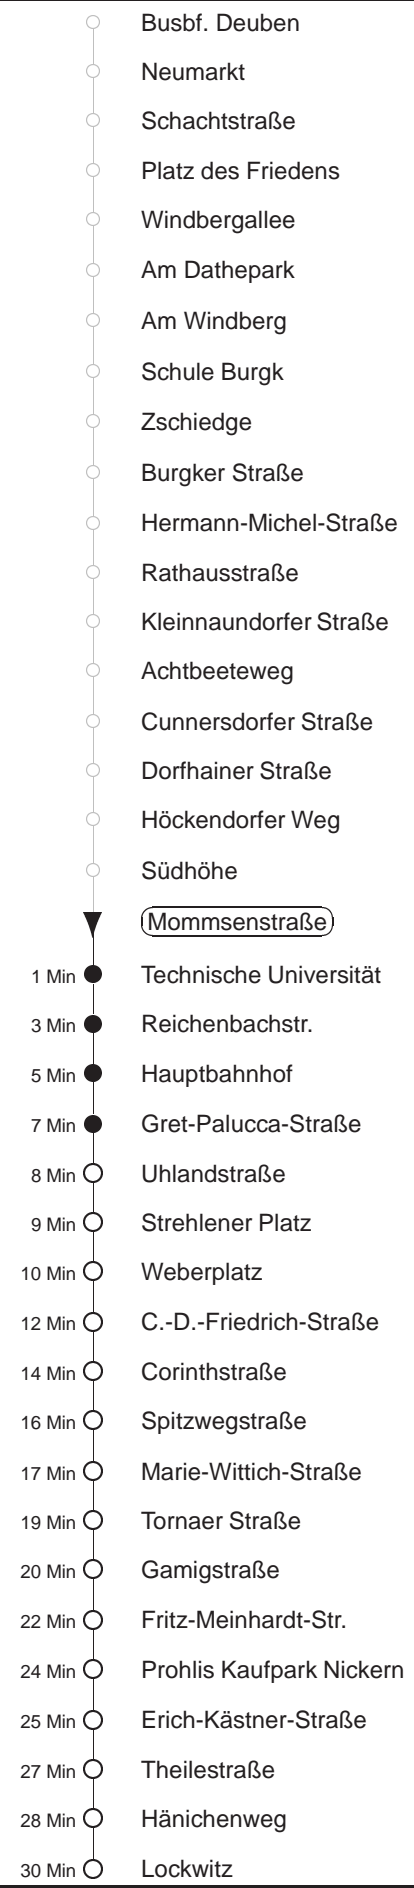 Busbf. Deuben
Neumarkt
Schachtstraße
Platz des Friedens
Windbergallee
Am Dathepark
Am Windberg
Schule Burgk
Zschiedge
Burgker Straße
Hermann-Michel-Straße
Rathausstraße
Kleinnaundorfer Straße
Achtbeeteweg
Cunnersdorfer Straße
Dorfhainer Straße
Höckendorfer Weg
Südhöhe
Mommsenstraße
1 Min Technische Universität
3 Min Reichenbachstr.
5 Min Hauptbahnhof
7 Min Gret-Palucca-Straße
8 Min Uhlandstraße
9 Min Strehlener Platz
10 Min Weberplatz
12 Min C.-D.-Friedrich-Straße
14 Min Corinthstraße
16 Min Spitzwegstraße
17 Min Marie-Wittich-Straße
19 Min Tornaer Straße
20 Min Gamigstraße
22 Min Fritz-Meinhardt-Str.
24 Min Prohlis Kaufpark Nickern
25 Min Erich-Kästner-Straße
27 Min Theilestraße
28 Min Hänichenweg
30 Min Lockwitz